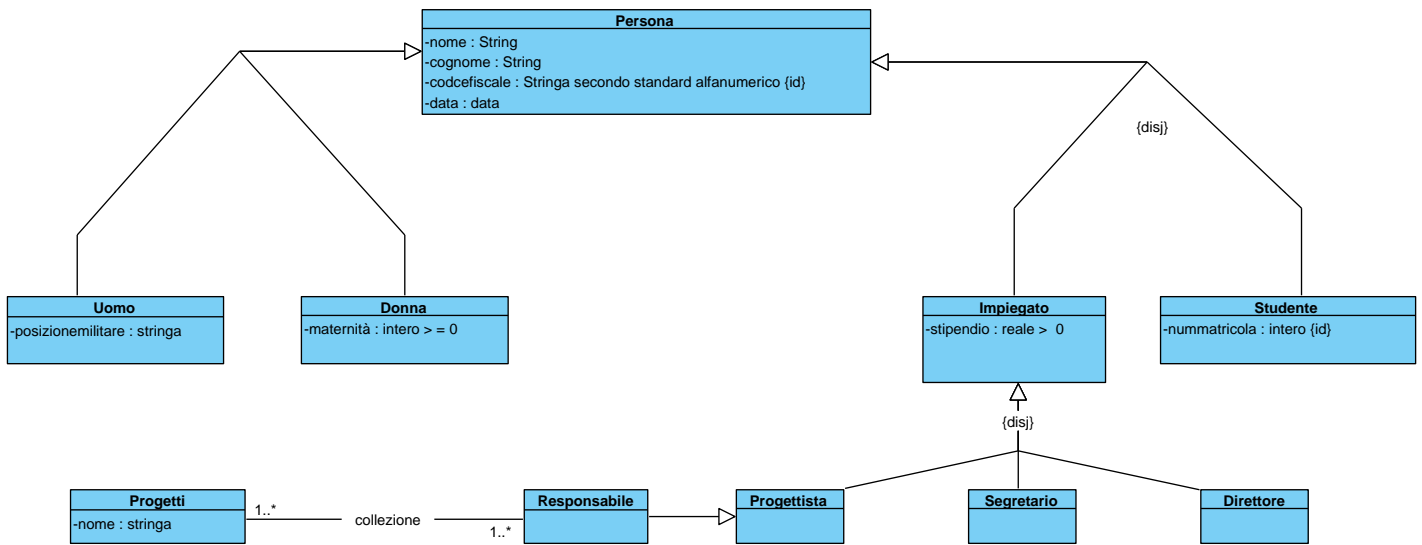 Persona
-nome : String
-cognome : String
-codcefiscale : Stringa secondo standard alfanumerico {id}
-data : data
{disj}
Uomo
-posizionemilitare : stringa
Donna
-maternità : intero > = 0
Impiegato
-stipendio : reale >  0
Studente
-nummatricola : intero {id}
{disj}
Progetti
-nome : stringa
1..*
collezione
1..*
Responsabile
Progettista
Segretario
Direttore